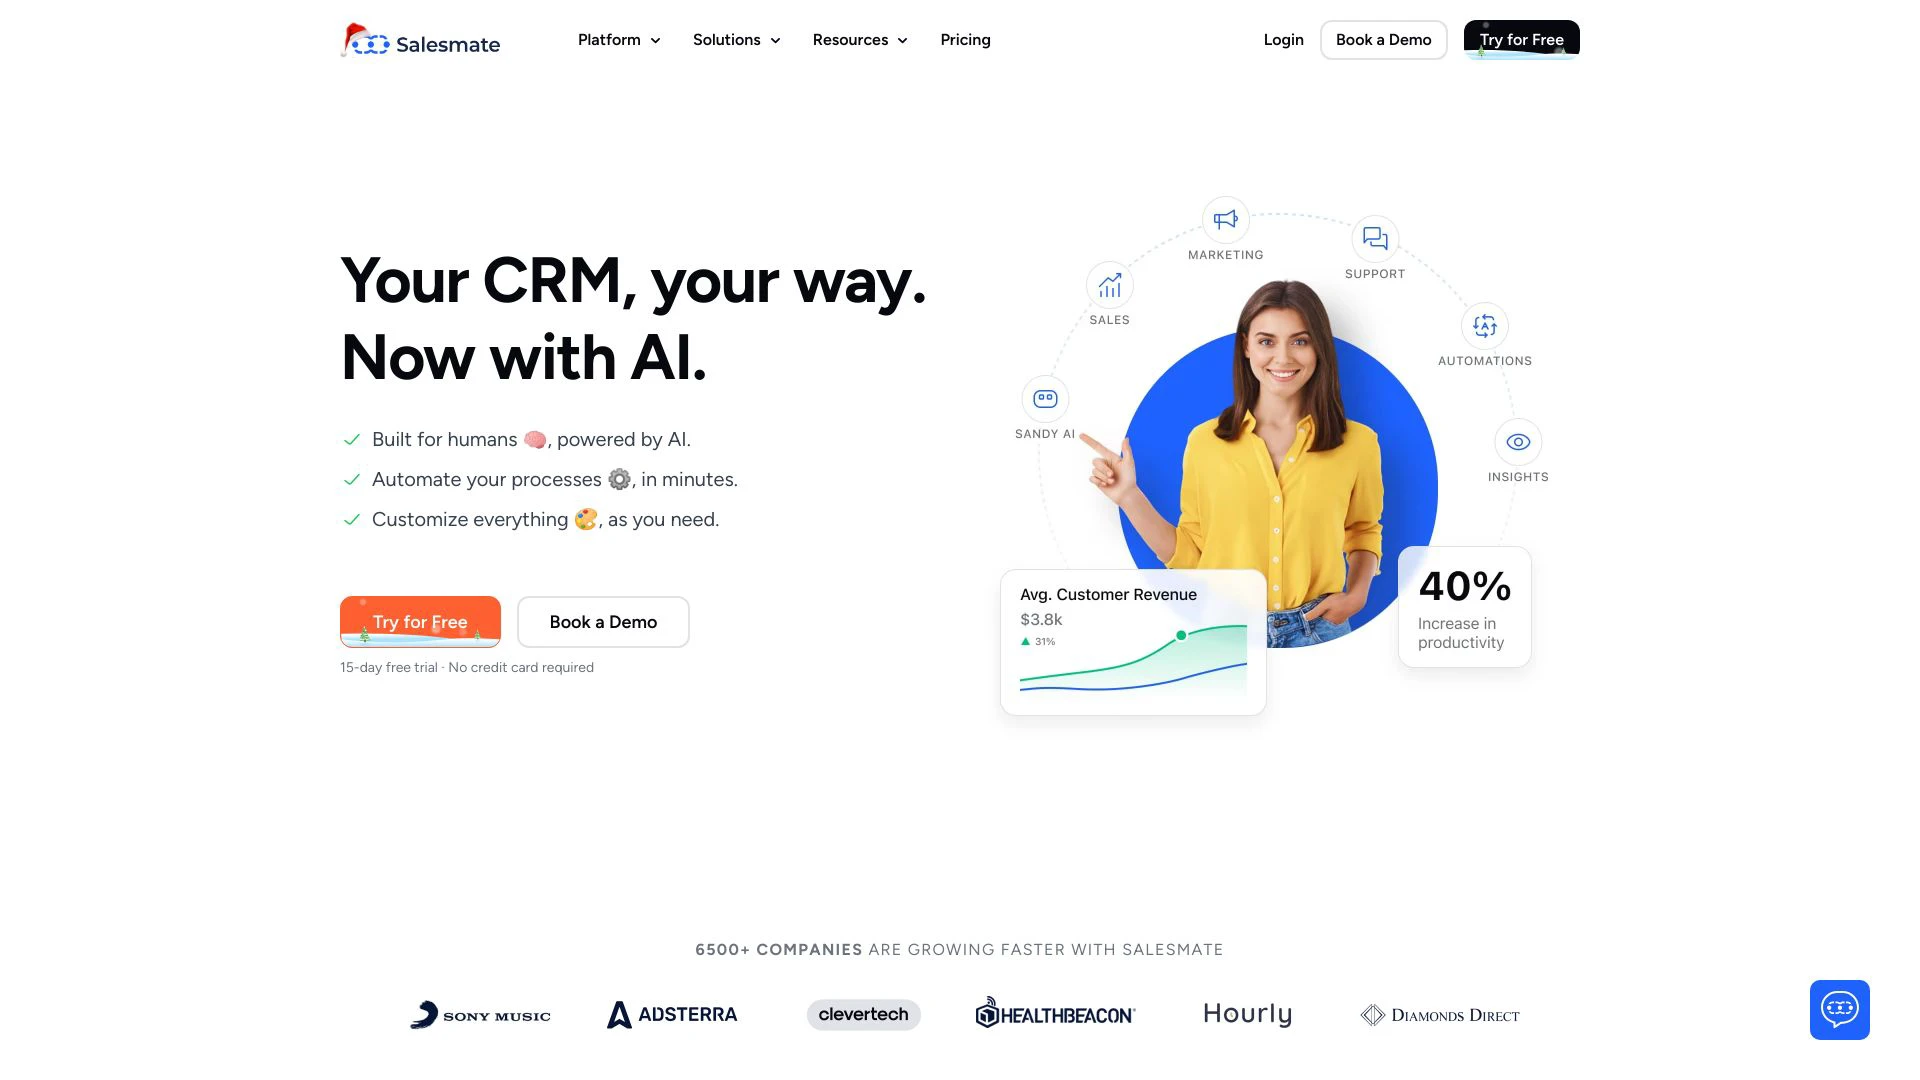 Salesmate
Platform
Solutions
Resources
Pricing
Login
Book a Demo
Try for Free
Your CRM, your way.
Now with AI.
Built for humans 🧠, powered by AI.
Automate your processes ⚙️, in minutes.
Customize everything 🎨, as you need.
Try for Free
Book a Demo
15-day free trial · No credit card required
MARKETING
SUPPORT
SALES
AUTOMATIONS
SANDY AI
INSIGHTS
Avg. Customer Revenue
$3.8k
▲ 31%
40%
Increase in
productivity
6500+ COMPANIES ARE GROWING FASTER WITH SALESMATE
SONY MUSIC
ADSTERRA
clevertech
HEALTHBEACON
Hourly
DIAMONDS DIRECT